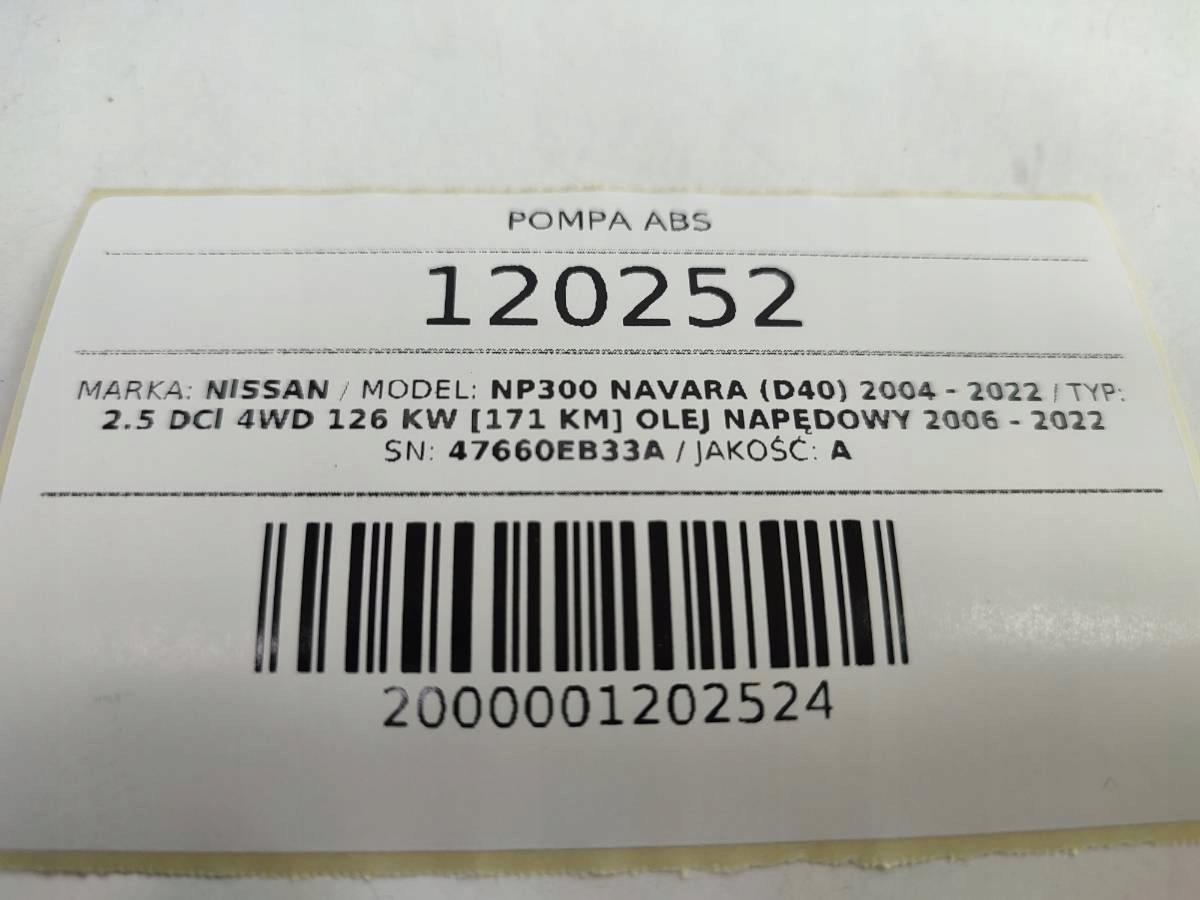 POMPA ABS
120252
MARKA: NISSAN / MODEL: NP300 NAVARA (D40) 2004 - 2022 / TYP:
2.5 DCI 4WD 126 KW [171 KM] OLEJ NAPĘDOWY 2006 - 2022
SN: 47660EB33A / JAKOŚĆ: A
2000001202524